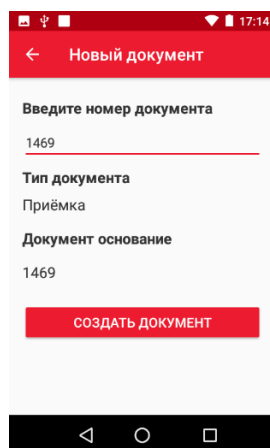 17:14
Новый документ
Введите номер документа
1469
Тип документа
Приёмка
Документ основание
1469
СОЗДАТЬ ДОКУМЕНТ